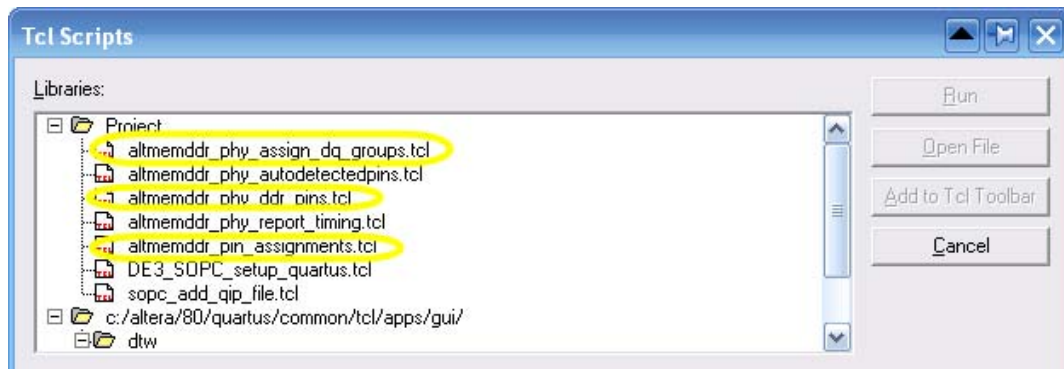 Tcl Scripts
Libraries:
Project
altmemddr_phy_assign_dq_groups.tcl
altmemddr_phy_autodetectedpins.tcl
altmemddr_phy_ddr_pins.tcl
altmemddr_phy_report_timing.tcl
altmemddr_pin_assignments.tcl
DE3_SOPC_setup_quartus.tcl
sopc_add_qip_file.tcl
c:/altera/80/quartus/common/tcl/apps/gui/
dtw
Run
Open File
Add to Tcl Toolbar
Cancel